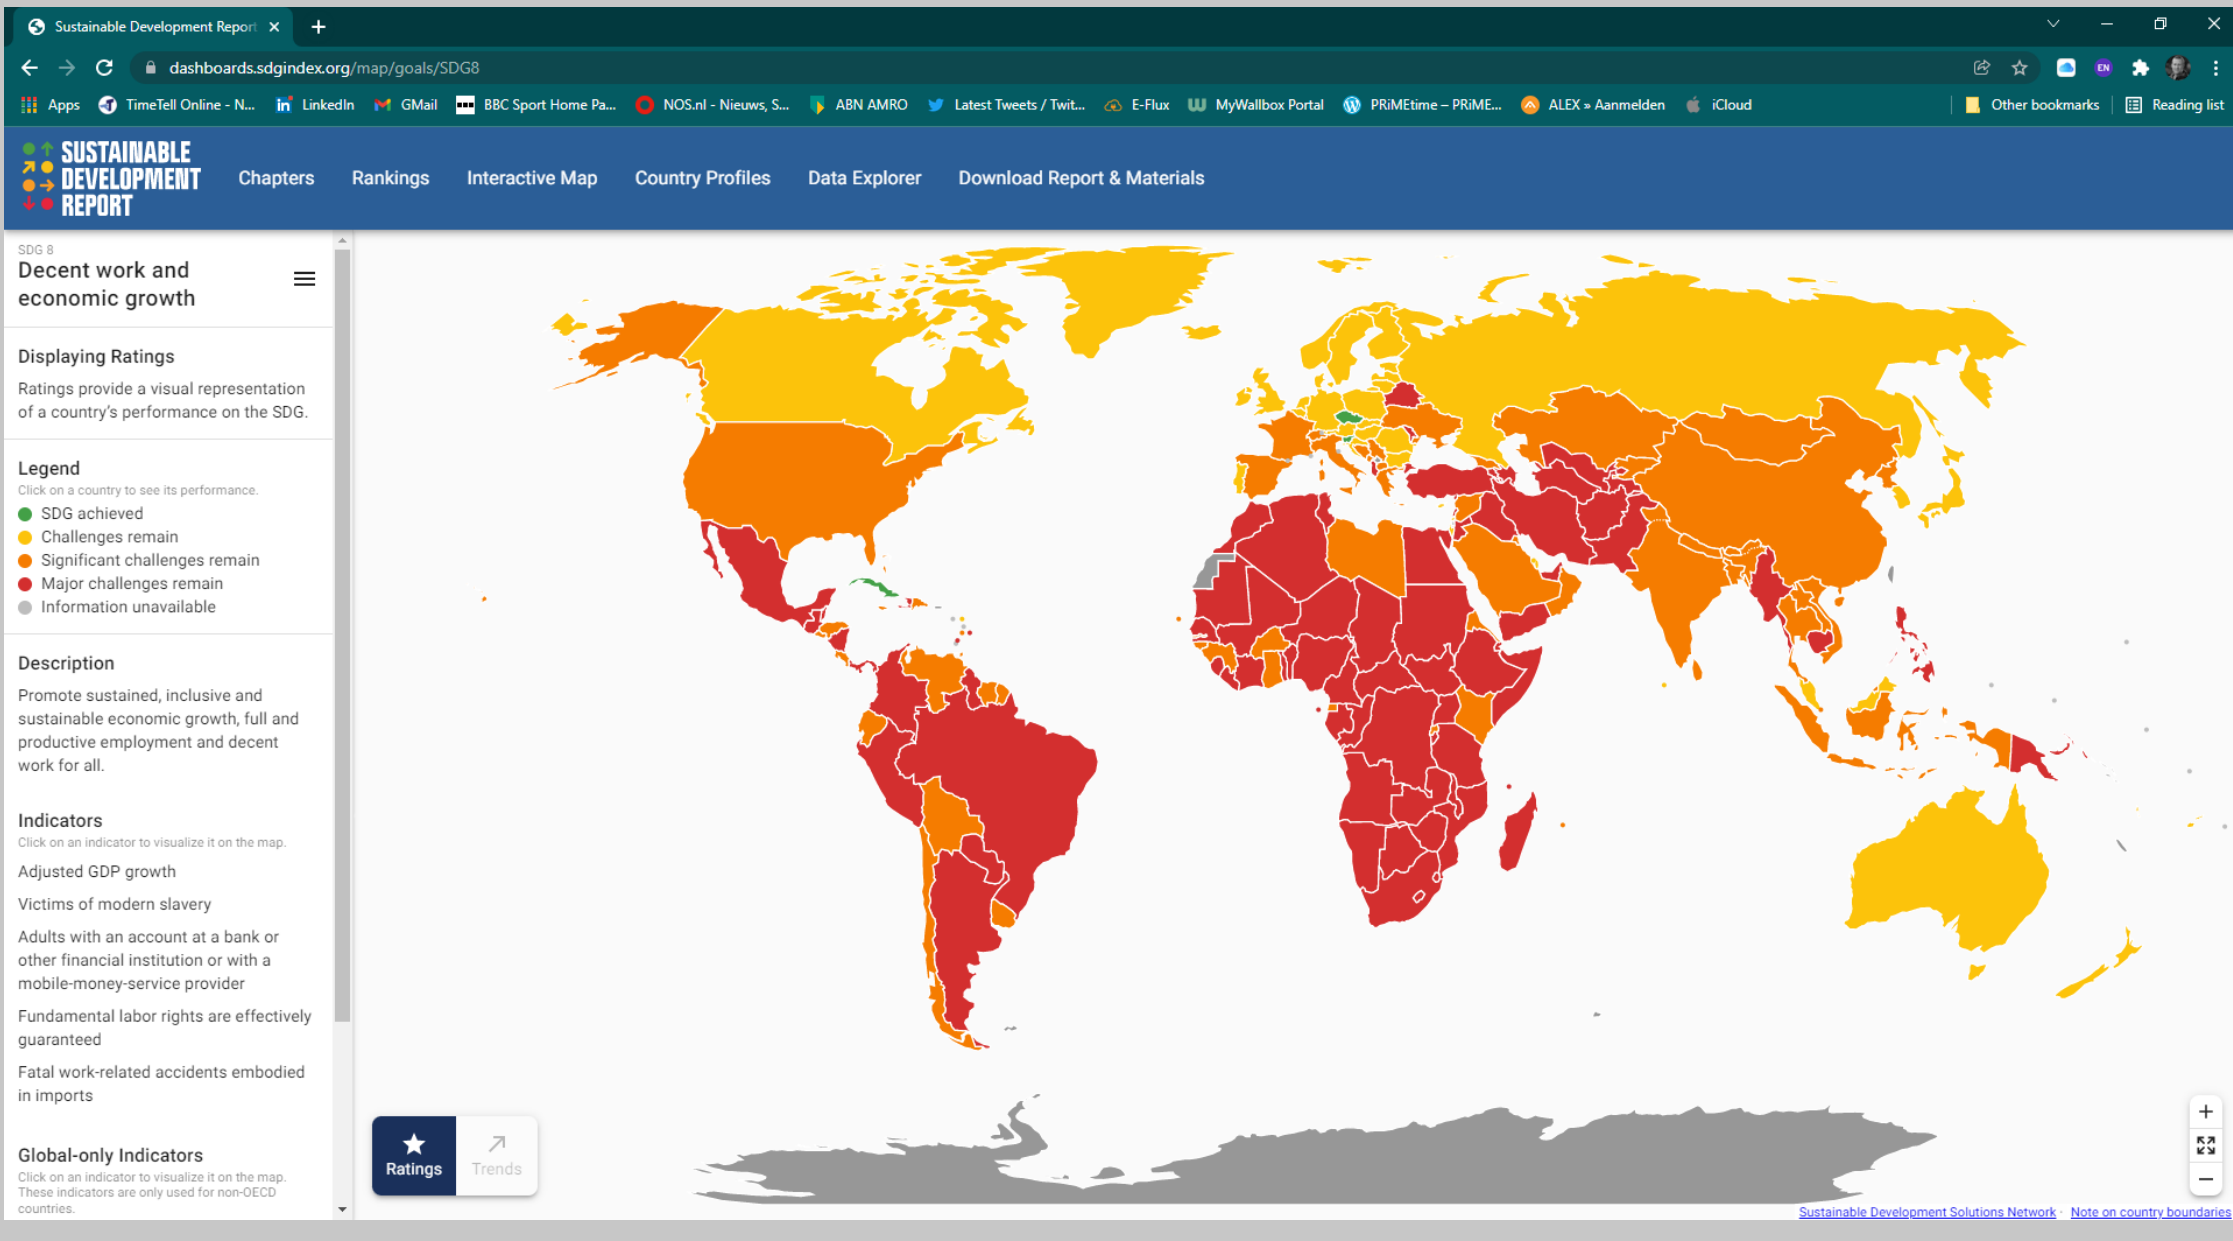 Sustainable Development Report
dashboards.sdgindex.org/map/goals/SDG8
EN
Apps
TimeTell Online - N...
LinkedIn
GMail
BBC Sport Home Pa...
NOS.nl - Nieuws, S...
ABN AMRO
Latest Tweets / Twit...
E-Flux
MyWallbox Portal
PRiMEtime – PRiME...
ALEX » Aanmelden
iCloud
Other bookmarks
Reading list
SUSTAINABLE
DEVELOPMENT
REPORT
Chapters
Rankings
Interactive Map
Country Profiles
Data Explorer
Download Report & Materials
SDG 8
Decent work and
economic growth
Displaying Ratings
Ratings provide a visual representation
of a country's performance on the SDG.
Legend
Click on a country to see its performance.
SDG achieved
Challenges remain
Significant challenges remain
Major challenges remain
Information unavailable
Description
Promote sustained, inclusive and
sustainable economic growth, full and
productive employment and decent
work for all.
Indicators
Click on an indicator to visualize it on the map.
Adjusted GDP growth
Victims of modern slavery
Adults with an account at a bank or
other financial institution or with a
mobile-money-service provider
Fundamental labor rights are effectively
guaranteed
Fatal work-related accidents embodied
in imports
Global-only Indicators
Click on an indicator to visualize it on the map.
These indicators are only used for non-OECD
countries.
Ratings
Trends
Sustainable Development Solutions Network · Note on country boundaries